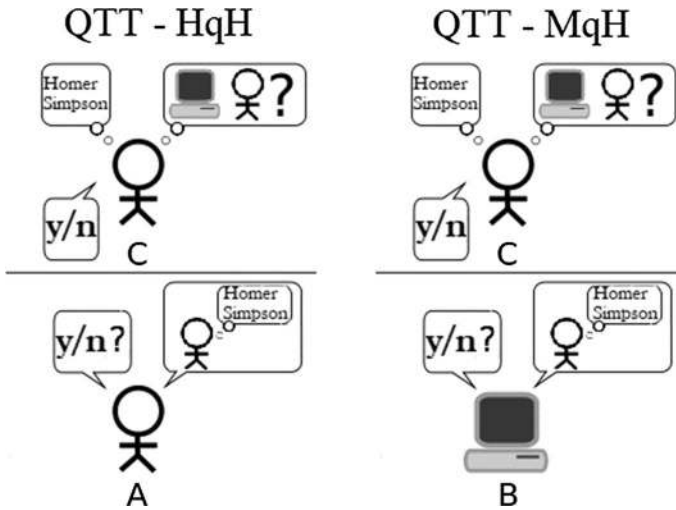 QTT - HqH
QTT - MqH
Homer
Simpson
?
Homer
Simpson
?
y/n
y/n
C
C
y/n?
Homer
Simpson
y/n?
Homer
Simpson
A
B